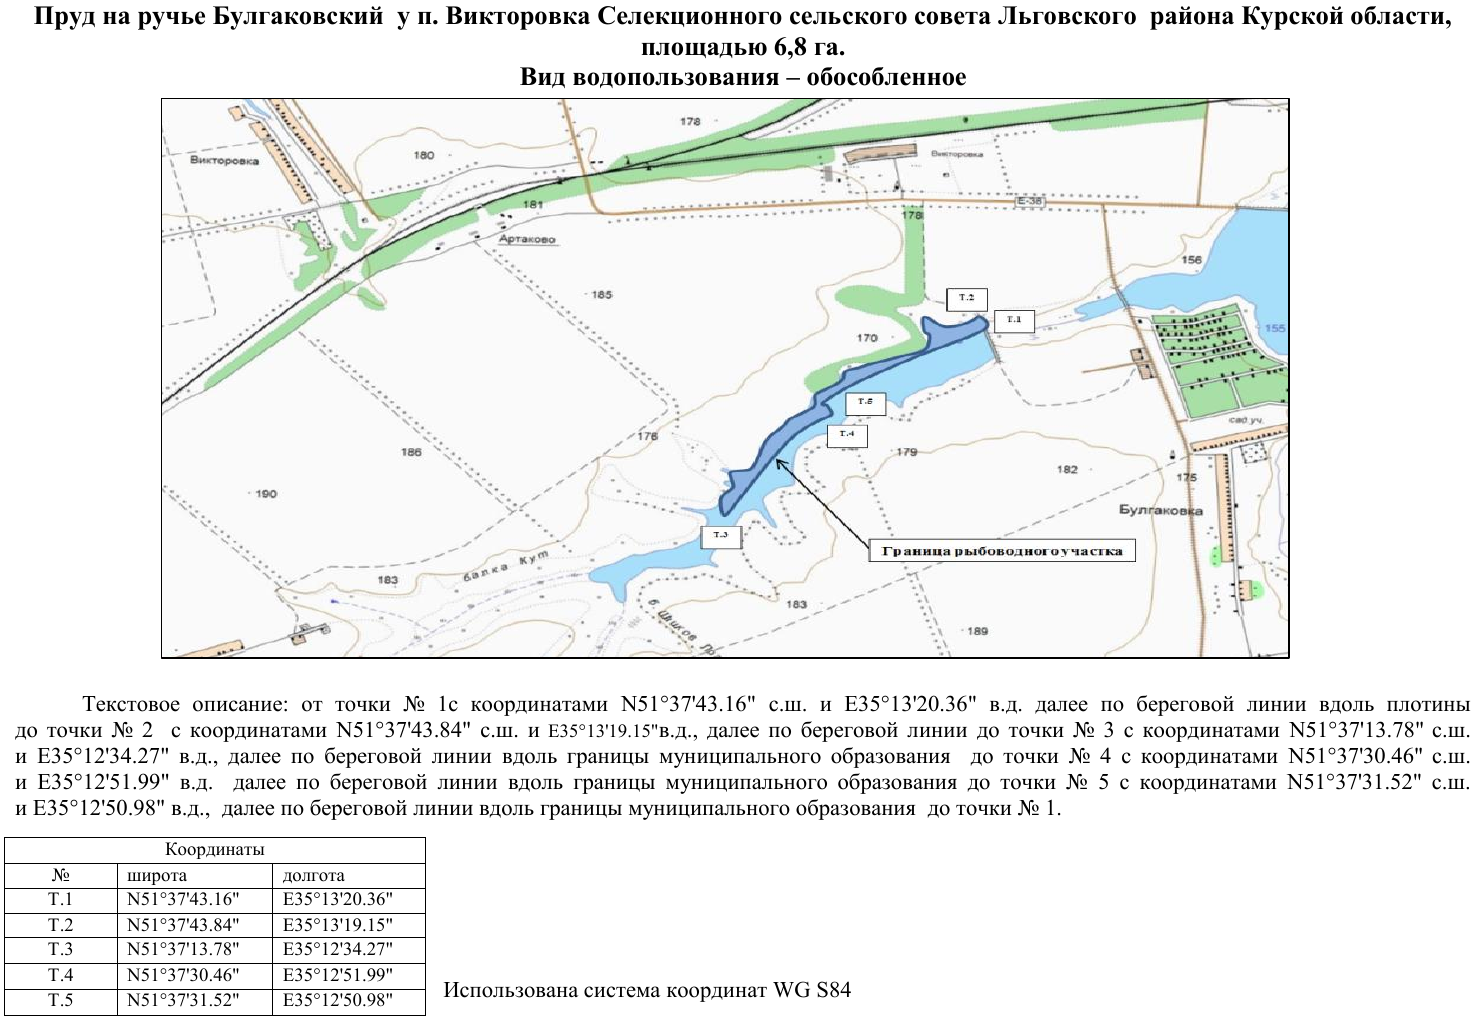 Пруд на ручье Булгаковский у п. Викторовка Селекционного сельского совета Льговского района Курской области,
площадью 6,8 га.
Вид водопользования – обособленное
178
Викторовка
180
Викторовка
181
E-38
178
Артаково
156
185
Т.2
Т.1
155
170
Т.5
сад уч.
176
Т.4
186
179
182
175
190
Булгаковка
Т.3
Граница рыбоводного участка
балка Кут
183
183
189
Текстовое описание: от точки № 1с координатами N51°37'43.16" с.ш. и E35°13'20.36" в.д. далее по береговой линии вдоль плотины
до точки № 2 с координатами N51°37'43.84" с.ш. и E35°13'19.15"в.д., далее по береговой линии до точки № 3 с координатами N51°37'13.78" с.ш.
и E35°12'34.27" в.д., далее по береговой линии вдоль границы муниципального образования до точки № 4 с координатами N51°37'30.46" с.ш.
и E35°12'51.99" в.д. далее по береговой линии вдоль границы муниципального образования до точки № 5 с координатами N51°37'31.52" с.ш.
и E35°12'50.98" в.д., далее по береговой линии вдоль границы муниципального образования до точки № 1.
Координаты
№ широта долгота
Т.1 N51°37'43.16" E35°13'20.36"
Т.2 N51°37'43.84" E35°13'19.15"
Т.3 N51°37'13.78" E35°12'34.27"
Т.4 N51°37'30.46" E35°12'51.99"
Т.5 N51°37'31.52" E35°12'50.98"
Использована система координат WG S84